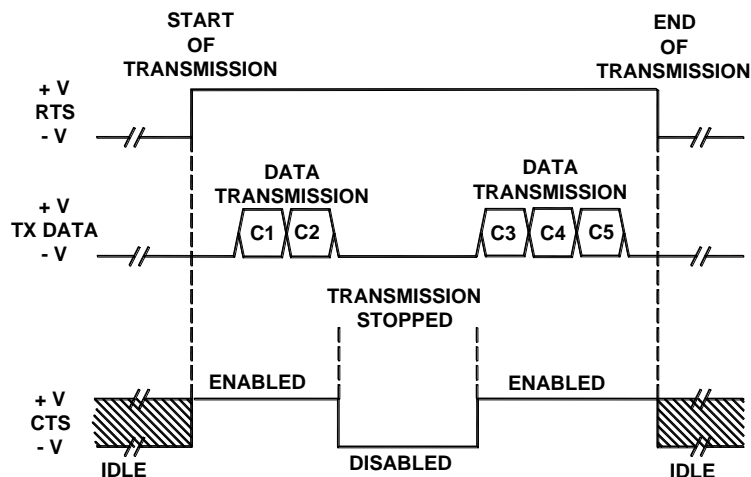 START
OF
TRANSMISSION
END
OF
TRANSMISSION
+ V
RTS
- V
DATA
TRANSMISSION
DATA
TRANSMISSION
+ V
TX DATA
- V
C1
C2
C3
C4
C5
TRANSMISSION
STOPPED
ENABLED
ENABLED
+ V
CTS
- V
IDLE
DISABLED
IDLE